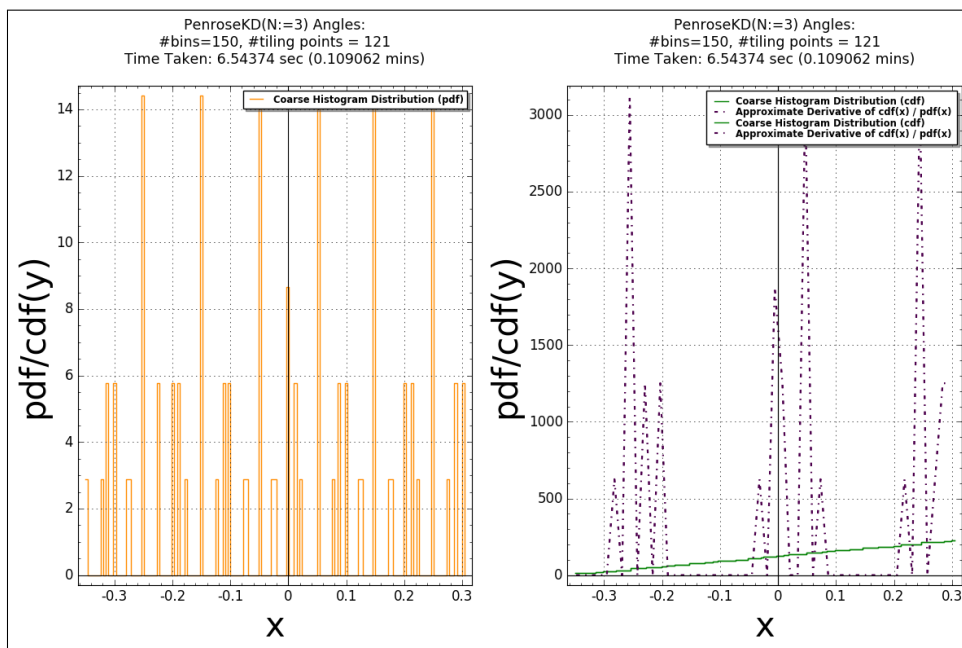 PenroseKD(N:=3) Angles:
#bins=150, #tiling points = 121
Time Taken: 6.54374 sec (0.109062 mins)
Coarse Histogram Distribution (pdf)
14
12
10
8
6
4
2
0
pdf/cdf(y)
-0.3 -0.2 -0.1 0 0.1 0.2 0.3
x
PenroseKD(N:=3) Angles:
#bins=150, #tiling points = 121
Time Taken: 6.54374 sec (0.109062 mins)
Coarse Histogram Distribution (cdf)
Approximate Derivative of cdf(x) / pdf(x)
Coarse Histogram Distribution (cdf)
Approximate Derivative of cdf(x) / pdf(x)
3000
2500
2000
1500
1000
500
0
pdf/cdf(y)
-0.3 -0.2 -0.1 0 0.1 0.2 0.3
x